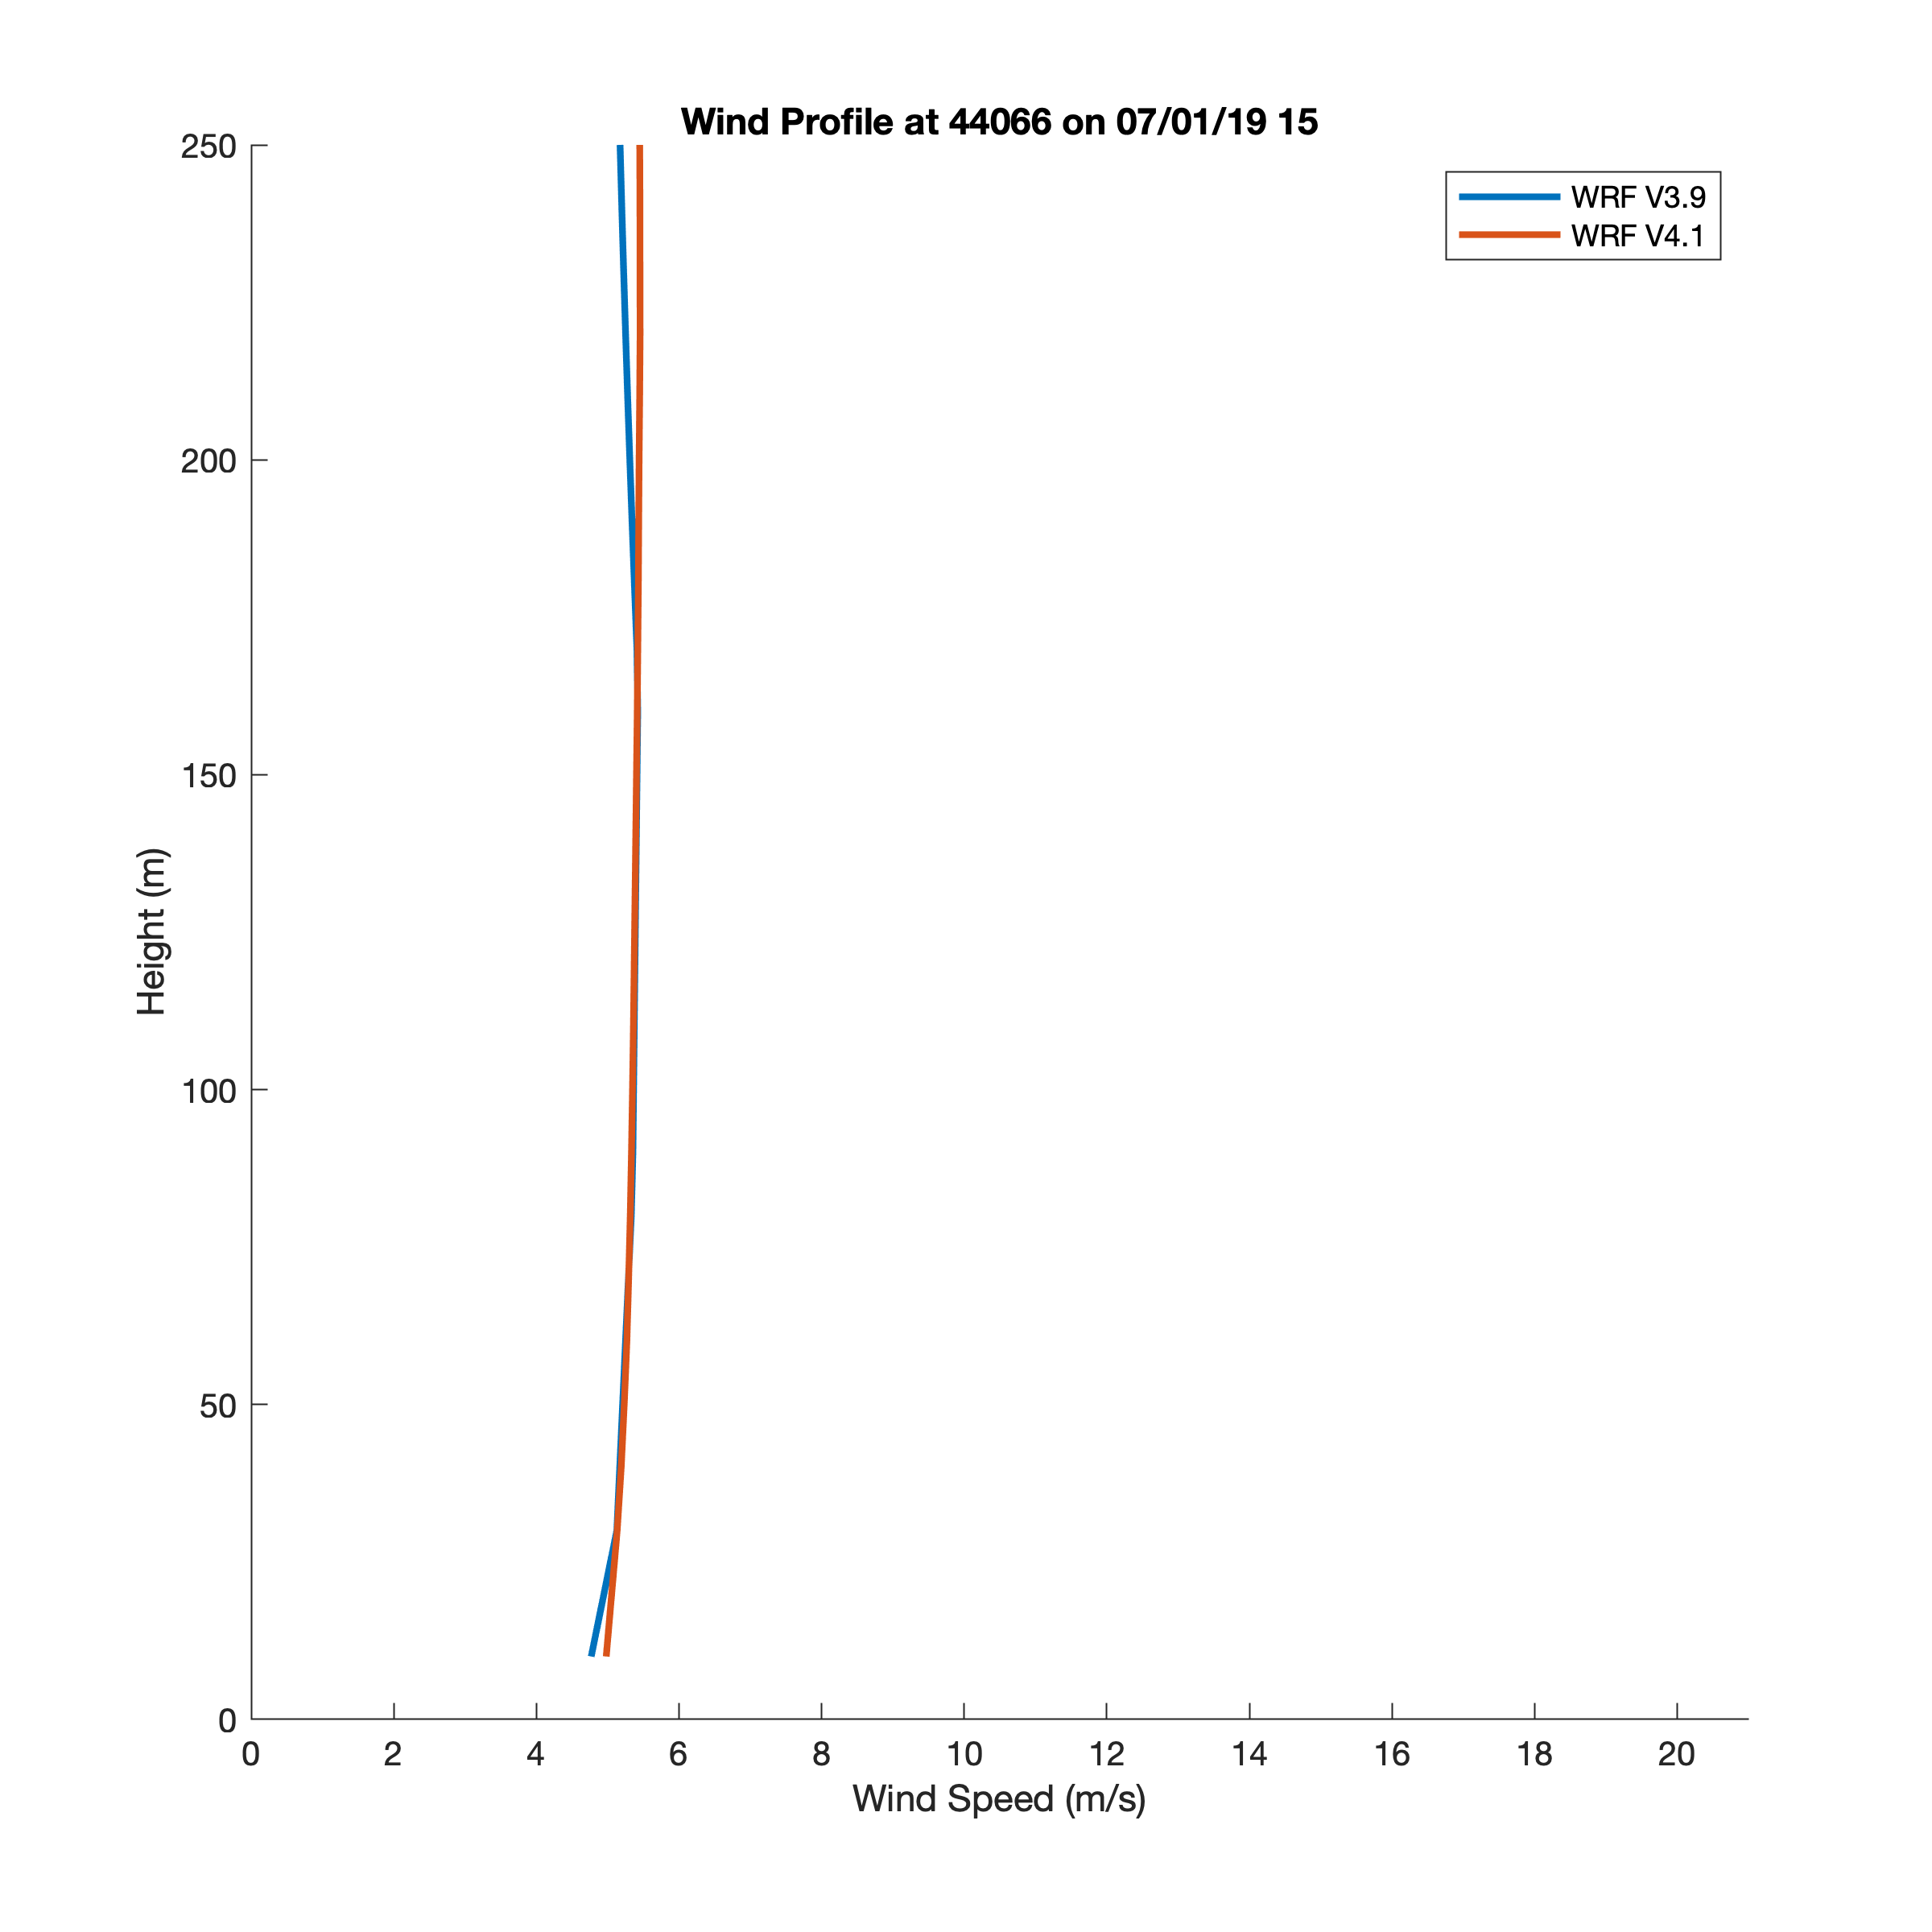 Wind Profile at 44066 on 07/01/19 15
WRF V3.9
WRF V4.1
250
200
150
100
50
0
Height (m)
0 2 4 6 8 10 12 14 16 18 20
Wind Speed (m/s)